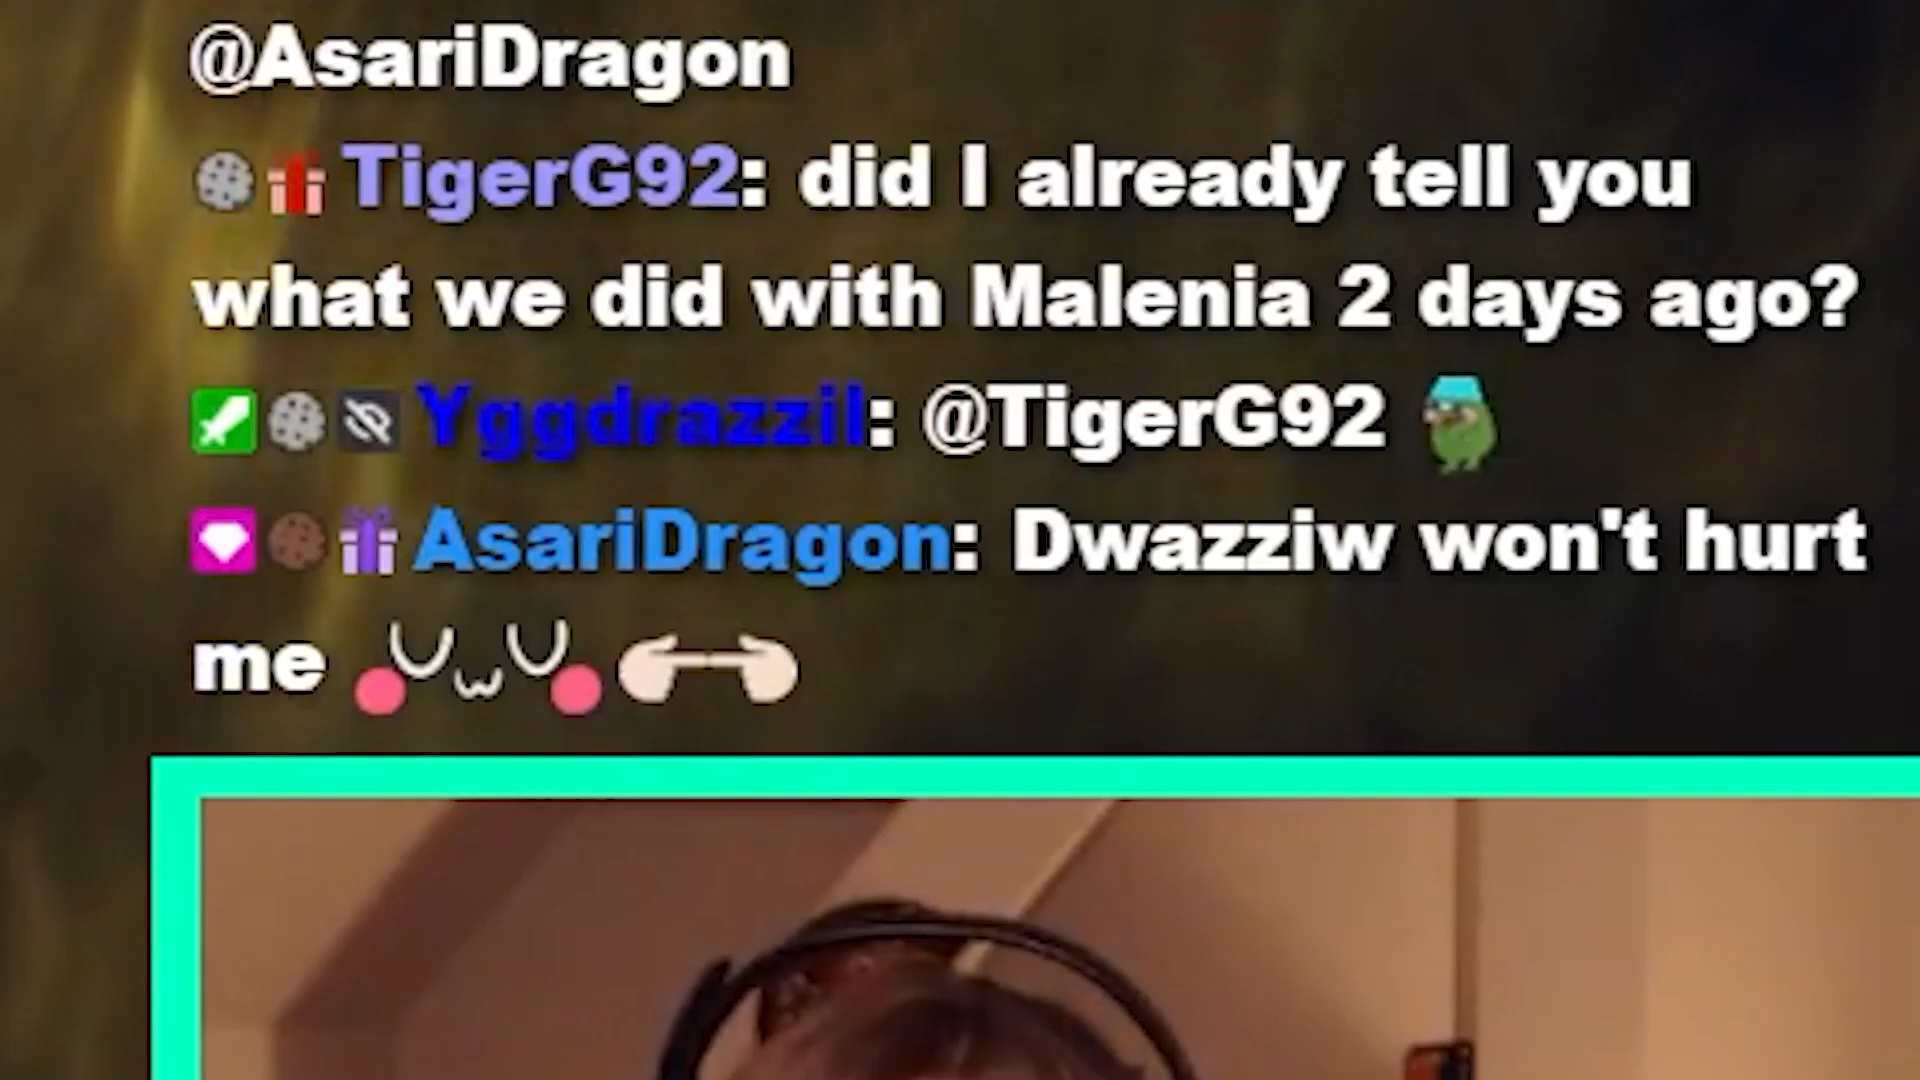 @AsariDragon
TigerG92: did I already tell you
what we did with Malenia 2 days ago?
Yggdrazzil: @TigerG92
AsariDragon: Dwazziw won't hurt
me